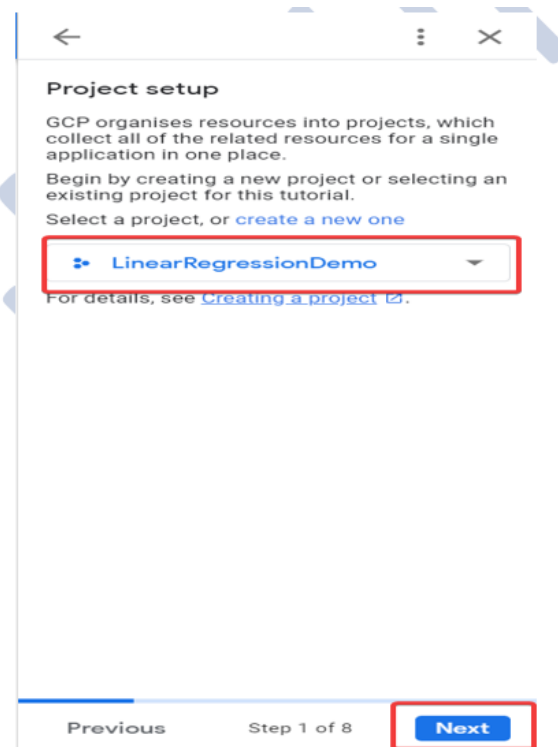 Project setup
GCP organises resources into projects, which
collect all of the related resources for a single
application in one place.
Begin by creating a new project or selecting an
existing project for this tutorial.
Select a project, or create a new one
LinearRegressionDemo
For details, see Creating a project.
Previous Step 1 of 8 Next